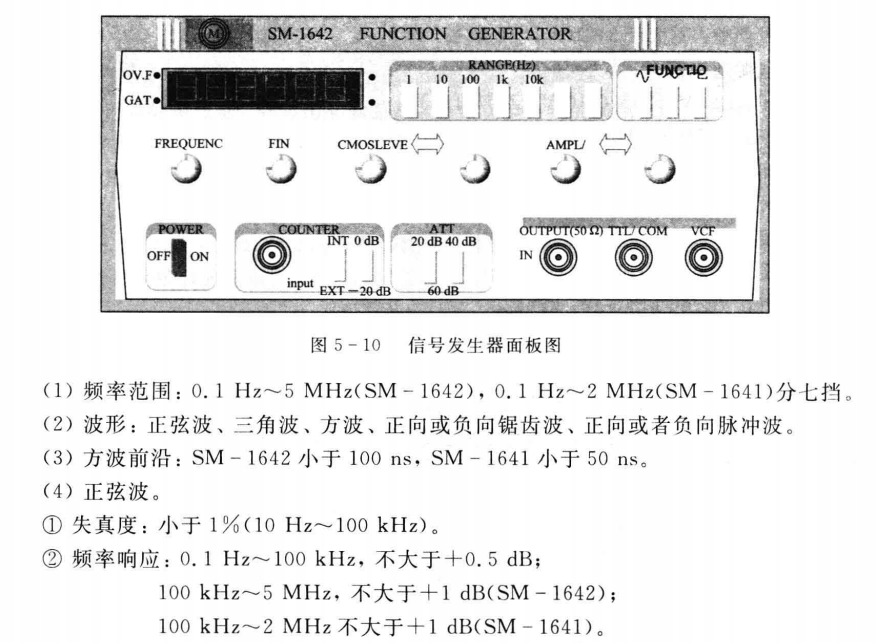 M SM-1642 FUNCTION GENERATOR
OV.F
GAT
RANGE(Hz)
1 10 100 1k 10k
FUNCTIO
FREQUENC FIN CMOSLEVE AMPL/
POWER
OFF ON
COUNTER
INT 0 dB
input
EXT -20 dB
ATT
20 dB 40 dB
60 dB
OUTPUT(50 Ω) TTL/ COM VCF
IN
图 5-10 信号发生器面板图
(1) 频率范围：0.1 Hz～5 MHz(SM-1642)，0.1 Hz～2 MHz(SM-1641)分七挡。
(2) 波形：正弦波、三角波、方波、正向或负向锯齿波、正向或者负向脉冲波。
(3) 方波前沿：SM-1642 小于 100 ns，SM-1641 小于 50 ns。
(4) 正弦波。
① 失真度：小于 1%(10 Hz～100 kHz)。
② 频率响应：0.1 Hz～100 kHz，不大于+0.5 dB；
100 kHz～5 MHz，不大于+1 dB(SM-1642)；
100 kHz～2 MHz 不大于+1 dB(SM-1641)。